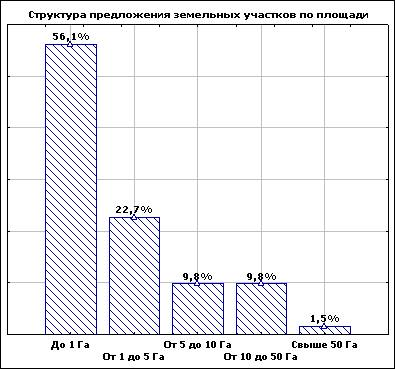 Структура предложения земельных участков по площади
56,1%
22,7%
9,8%
9,8%
1,5%
До 1 Га
От 5 до 10 Га
Свыше 50 Га
От 1 до 5 Га
От 10 до 50 Га